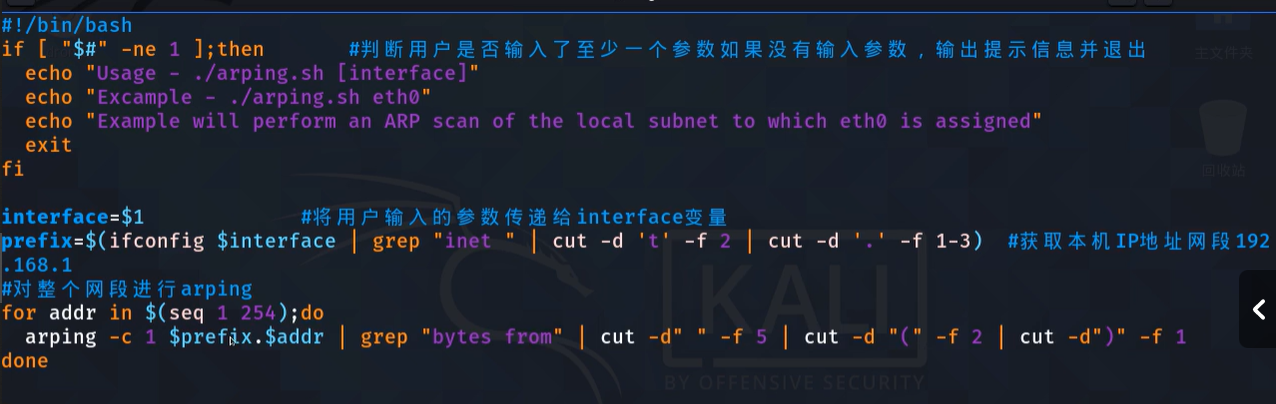 #!/bin/bash
主文件夹
if [ "$#" -ne 1 ];then #判断用户是否输入了至少一个参数如果没有输入参数，输出提示信息并退出
echo "Usage - ./arping.sh [interface]"
echo "Excample - ./arping.sh eth0"
echo "Example will perform an ARP scan of the local subnet to which eth0 is assigned"
exit
fi
回收站
interface=$1 #将用户输入的参数传递给interface变量
prefix=$(ifconfig $interface | grep "inet " | cut -d 't' -f 2 | cut -d '.' -f 1-3) #获取本机IP地址网段192
.168.1
#对整个网段进行arping
for addr in $(seq 1 254);do
arping -c 1 $prefix.$addr | grep "bytes from" | cut -d" " -f 5 | cut -d "(" -f 2 | cut -d")" -f 1
done
KALI
BY OFFENSIVE SECURITY